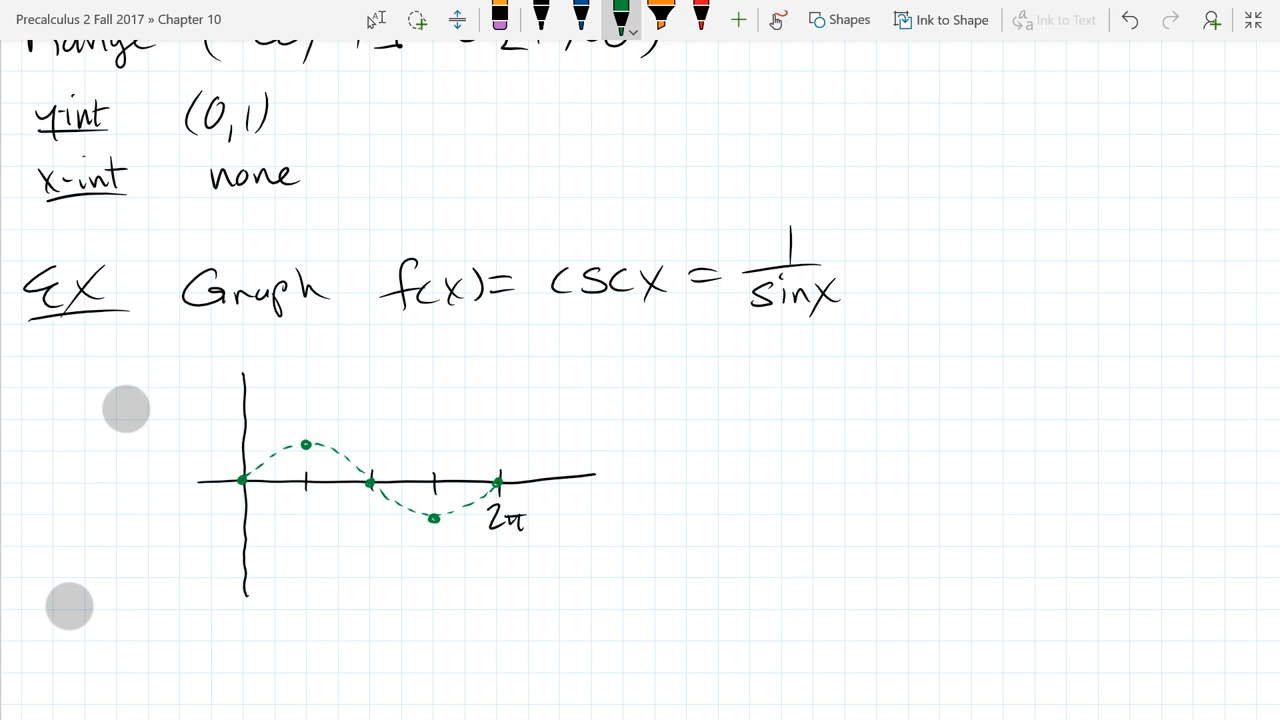 Precalculus 2 Fall 2017 » Chapter 10
Shapes
Ink to Shape
Ink to Text
y-int (0,1)
x-int none
EX Graph f(x) = csc x = 1/sin x
2π